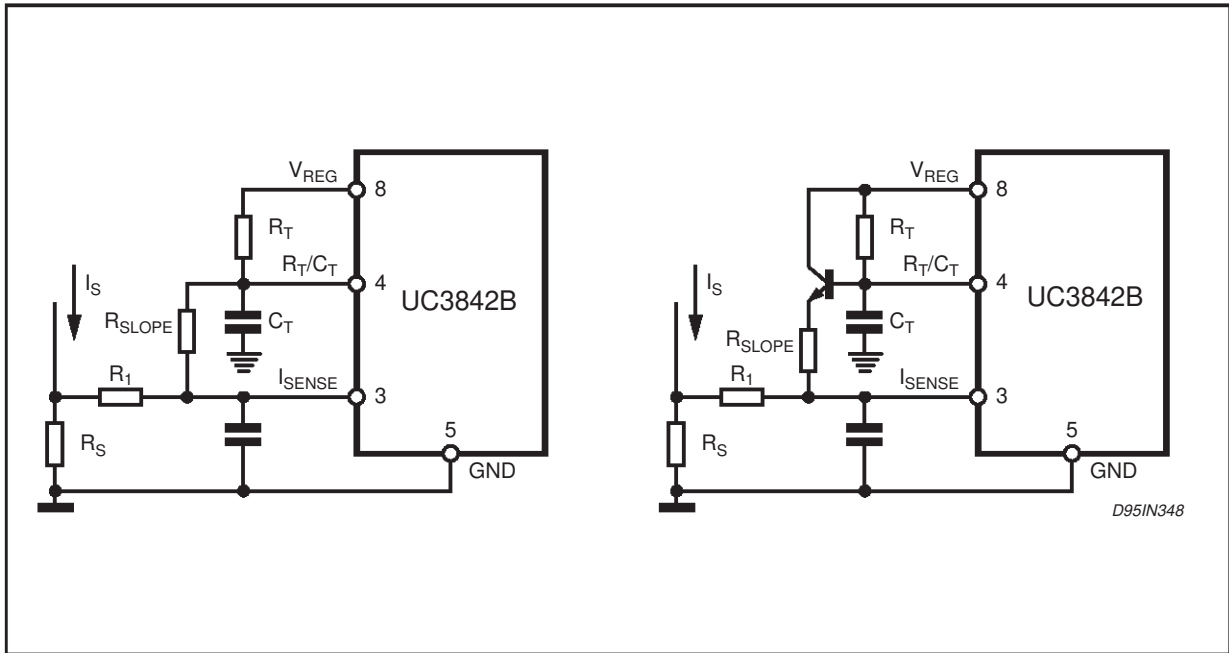 V_REG
8
R_T
R_T/C_T
4
I_S
UC3842B
R_SLOPE
C_T
R_1
I_SENSE
3
R_S
5
GND
V_REG
8
R_T
R_T/C_T
4
I_S
UC3842B
R_SLOPE
C_T
R_1
I_SENSE
3
R_S
5
GND
D95IN348